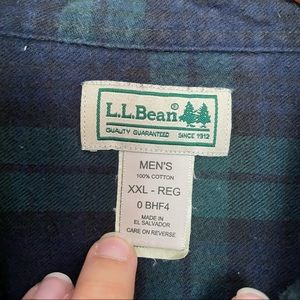 L.L.Bean®
QUALITY GUARANTEED SINCE 1912
MEN'S
100% COTTON
XXL - REG
0 BHF4
MADE IN
EL SALVADOR
CARE ON REVERSE